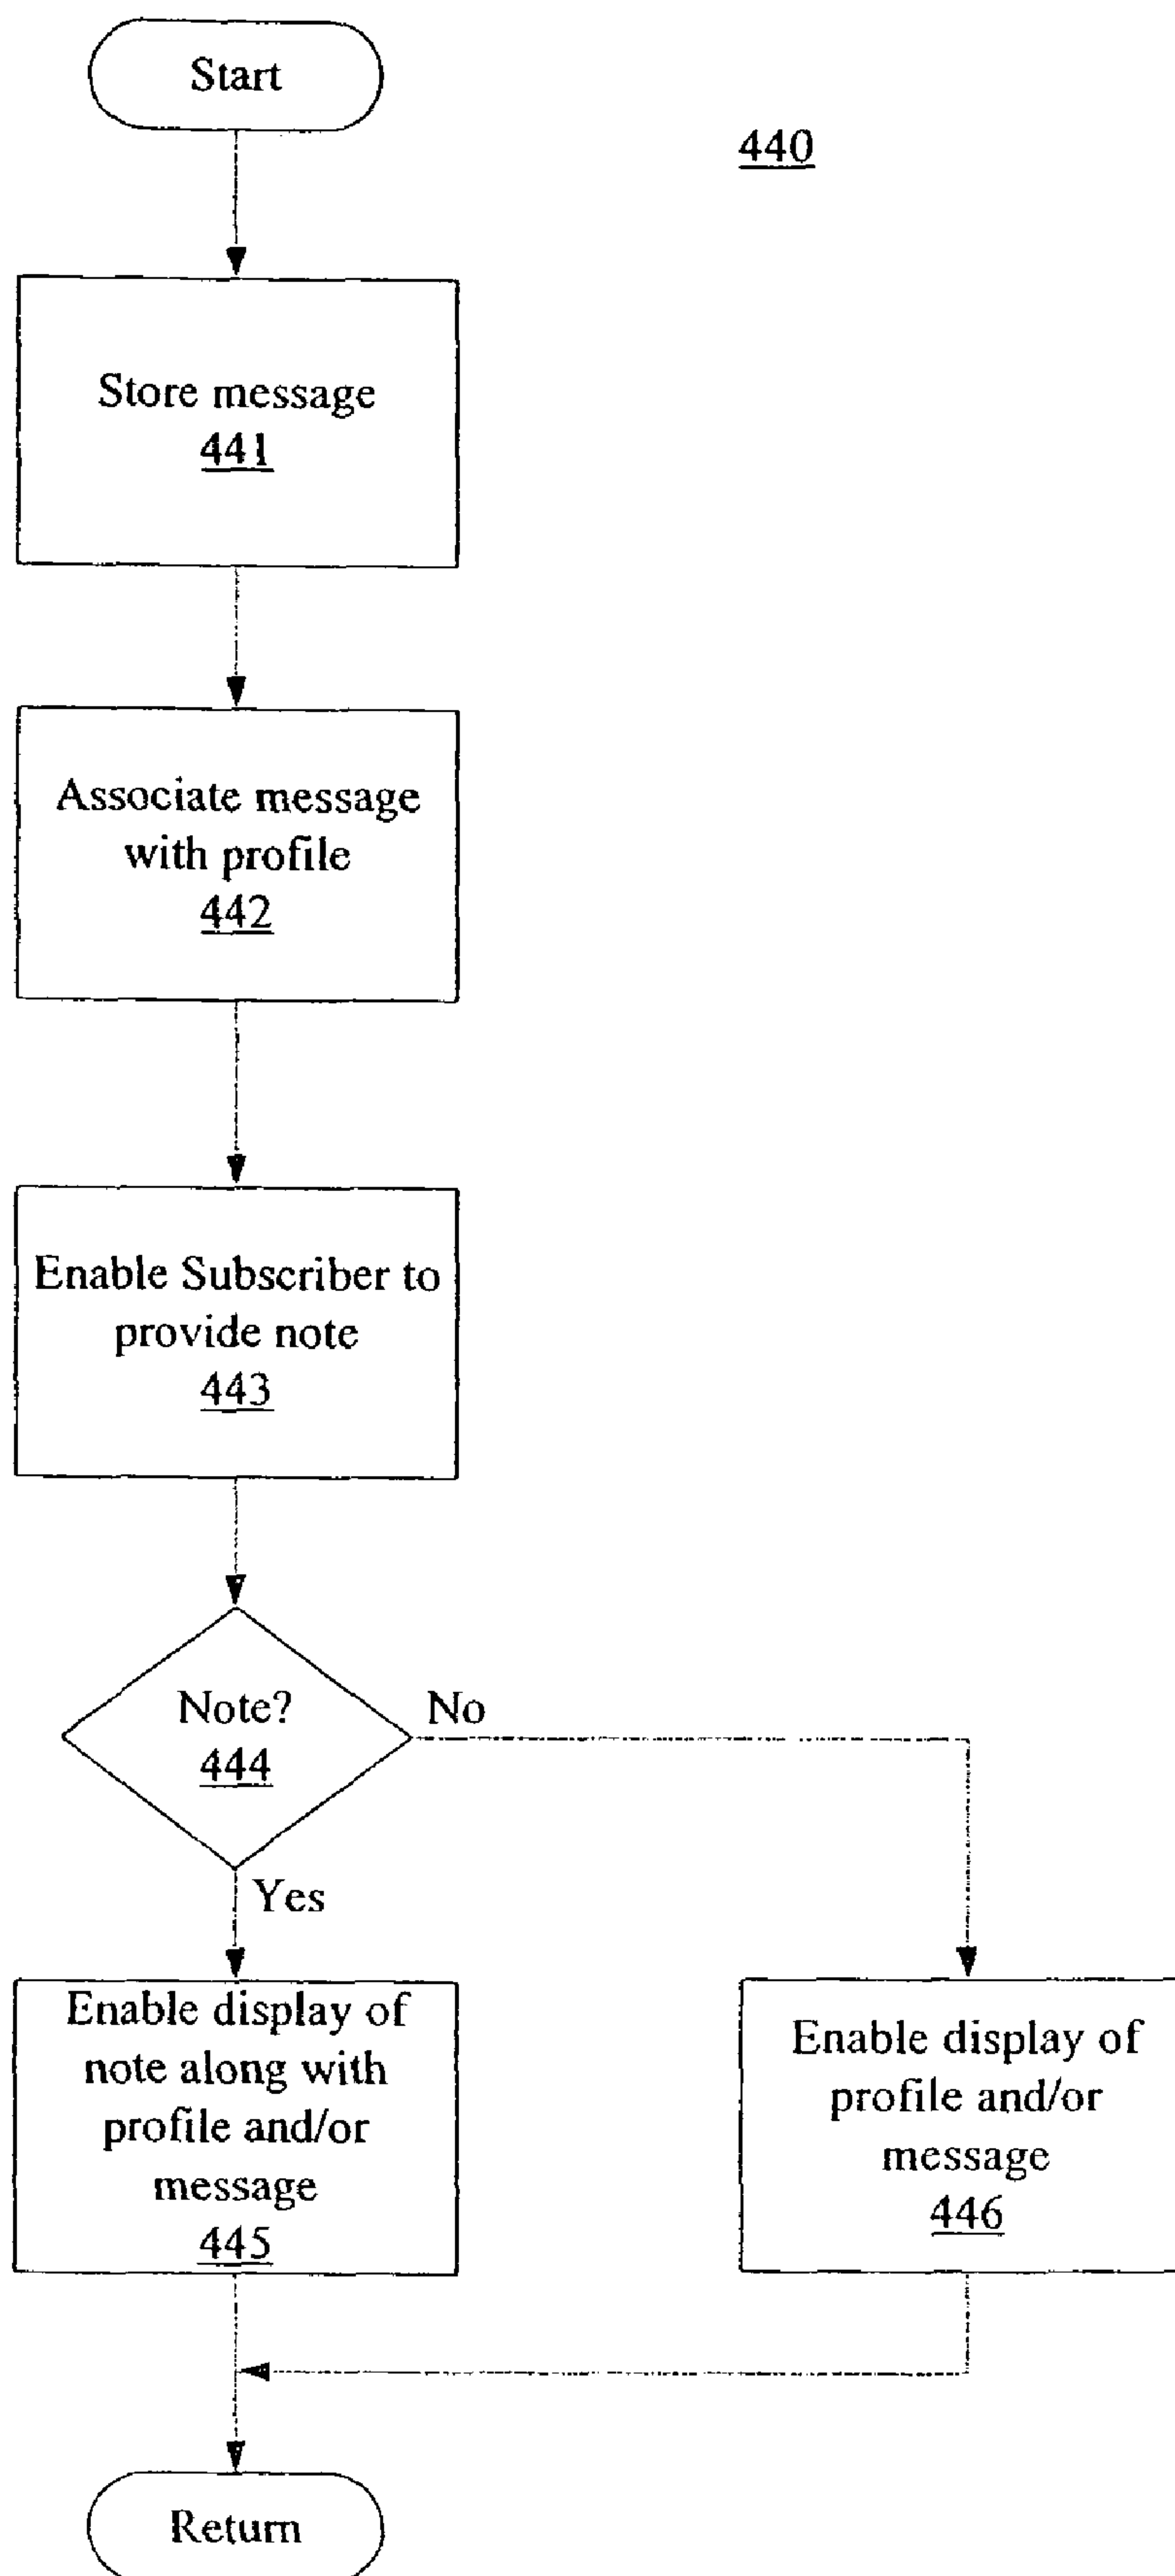 Start
440
Store message
441
Associate message
with profile
442
Enable Subscriber to
provide note
443
Note?
444
No
Yes
Enable display of
note along with
profile and/or
message
445
Enable display of
profile and/or
message
446
Return